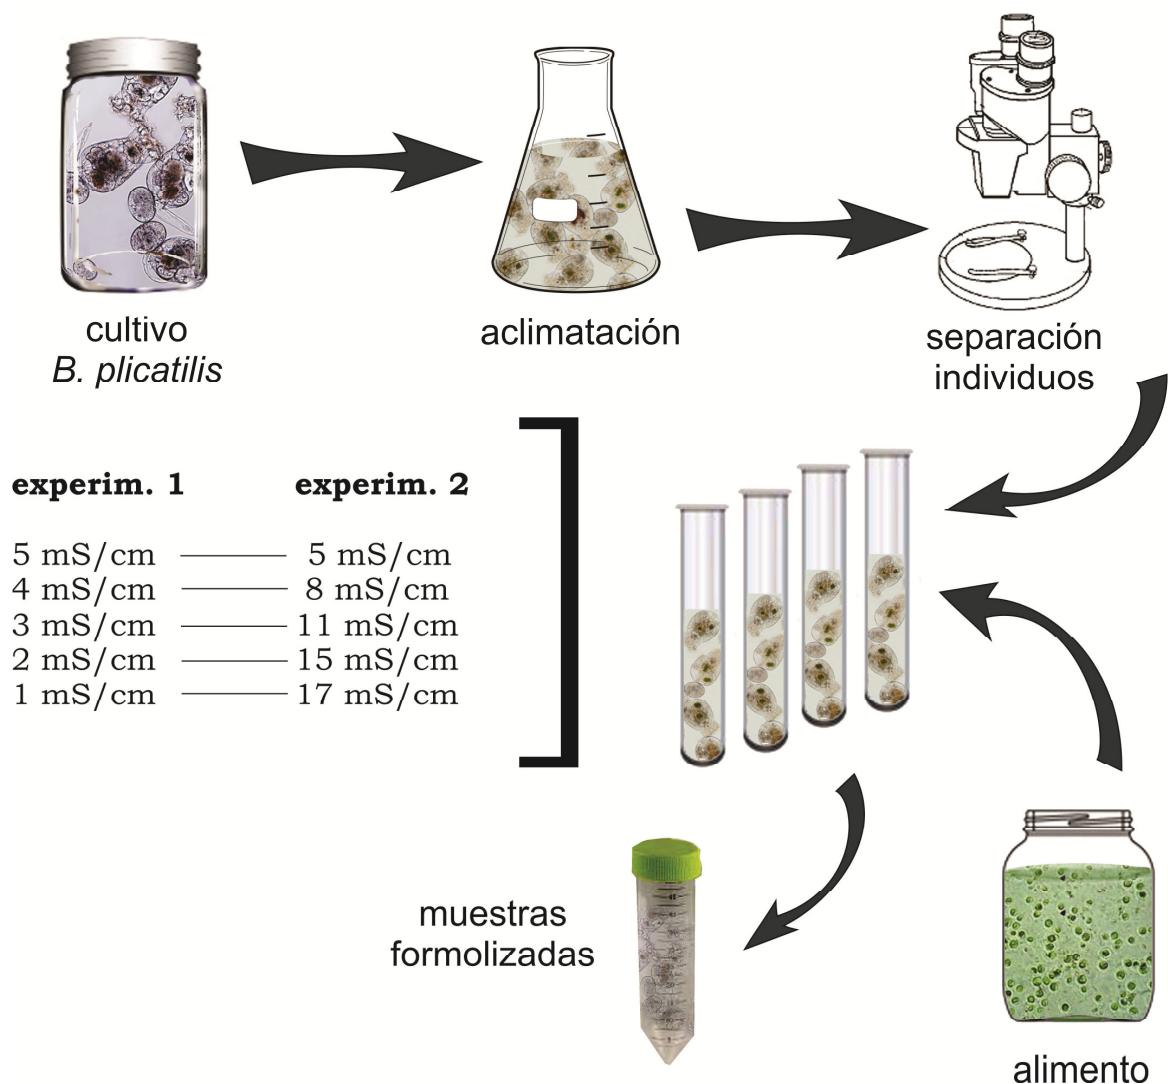 cultivo
B. plicatilis
aclimatación
separación
individuos
experim. 1 experim. 2
5 mS/cm 5 mS/cm
4 mS/cm 8 mS/cm
3 mS/cm 11 mS/cm
2 mS/cm 15 mS/cm
1 mS/cm 17 mS/cm
muestras
formolizadas
alimento